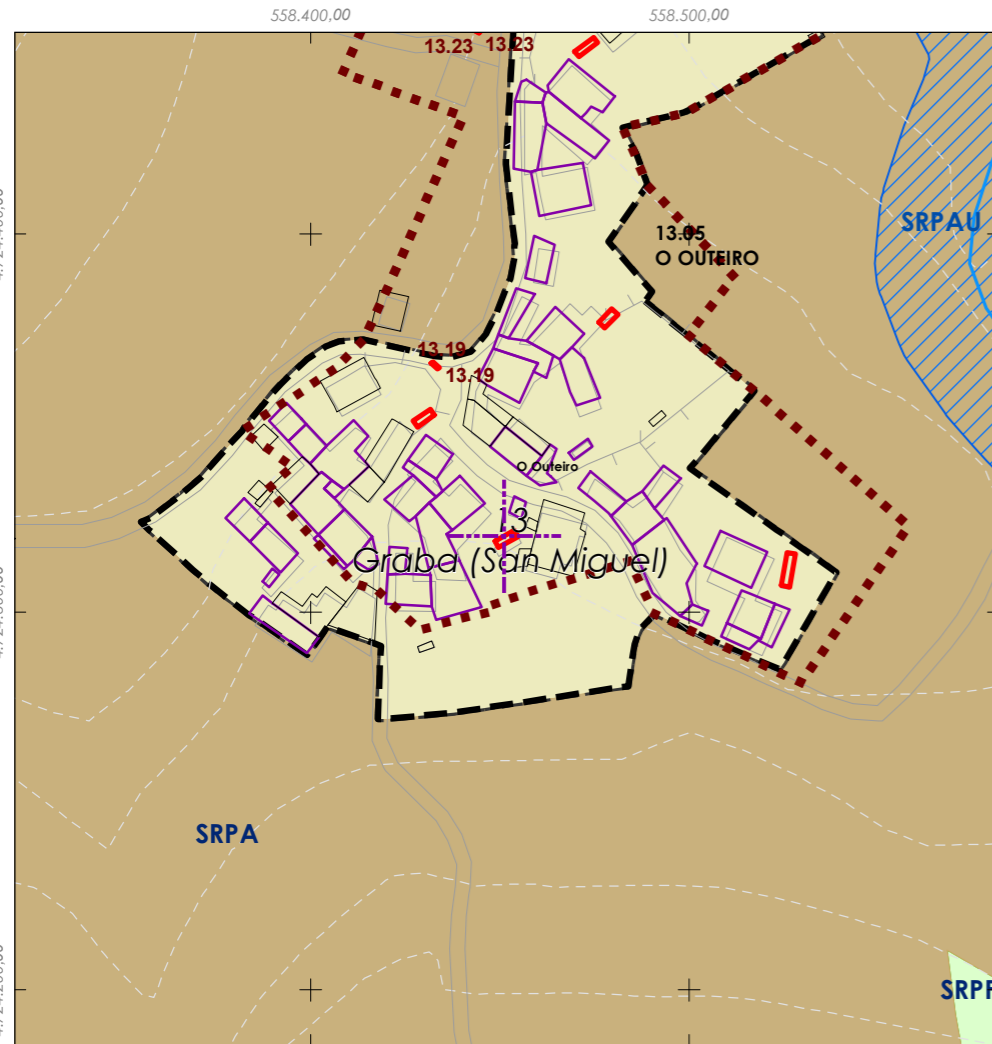 558.400,00
558.500,00
13.23
13.23
SRPAU
13.05
O OUTEIRO
13.19
13.19
O Outeiro
13
Graba (San Miguel)
SRPA